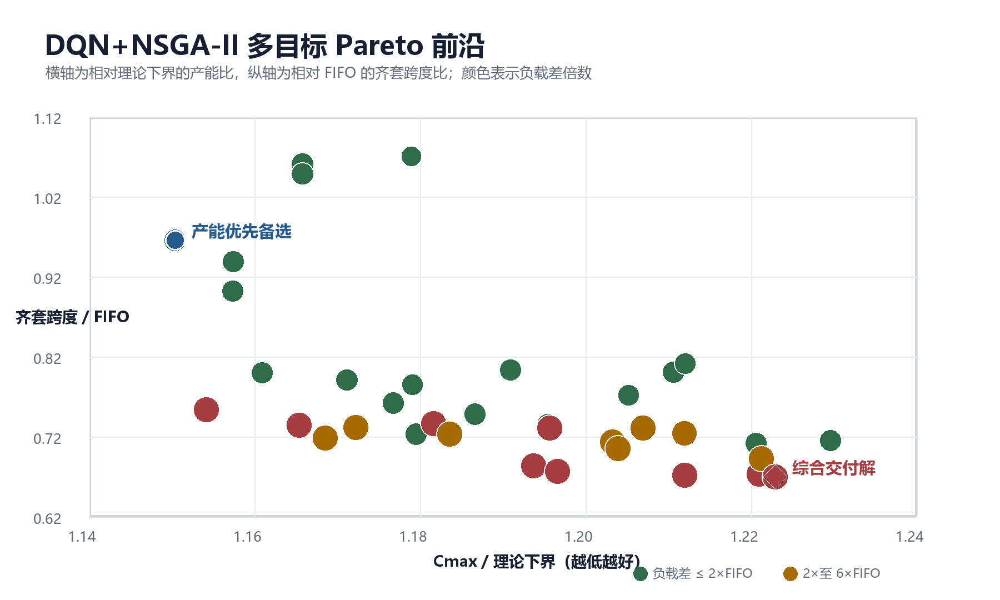 DQN+NSGA-II 多目标 Pareto 前沿
横轴为相对理论下界的产能比，纵轴为相对 FIFO 的齐套跨度比；颜色表示负载差倍数
1.12
1.02
产能优先备选
0.92
齐套跨度 / FIFO
0.82
0.72
综合交付解
0.62
1.14 1.16 1.18 1.20 1.22 1.24
Cmax / 理论下界（越低越好）
负载差 ≤ 2×FIFO 2×至 6×FIFO